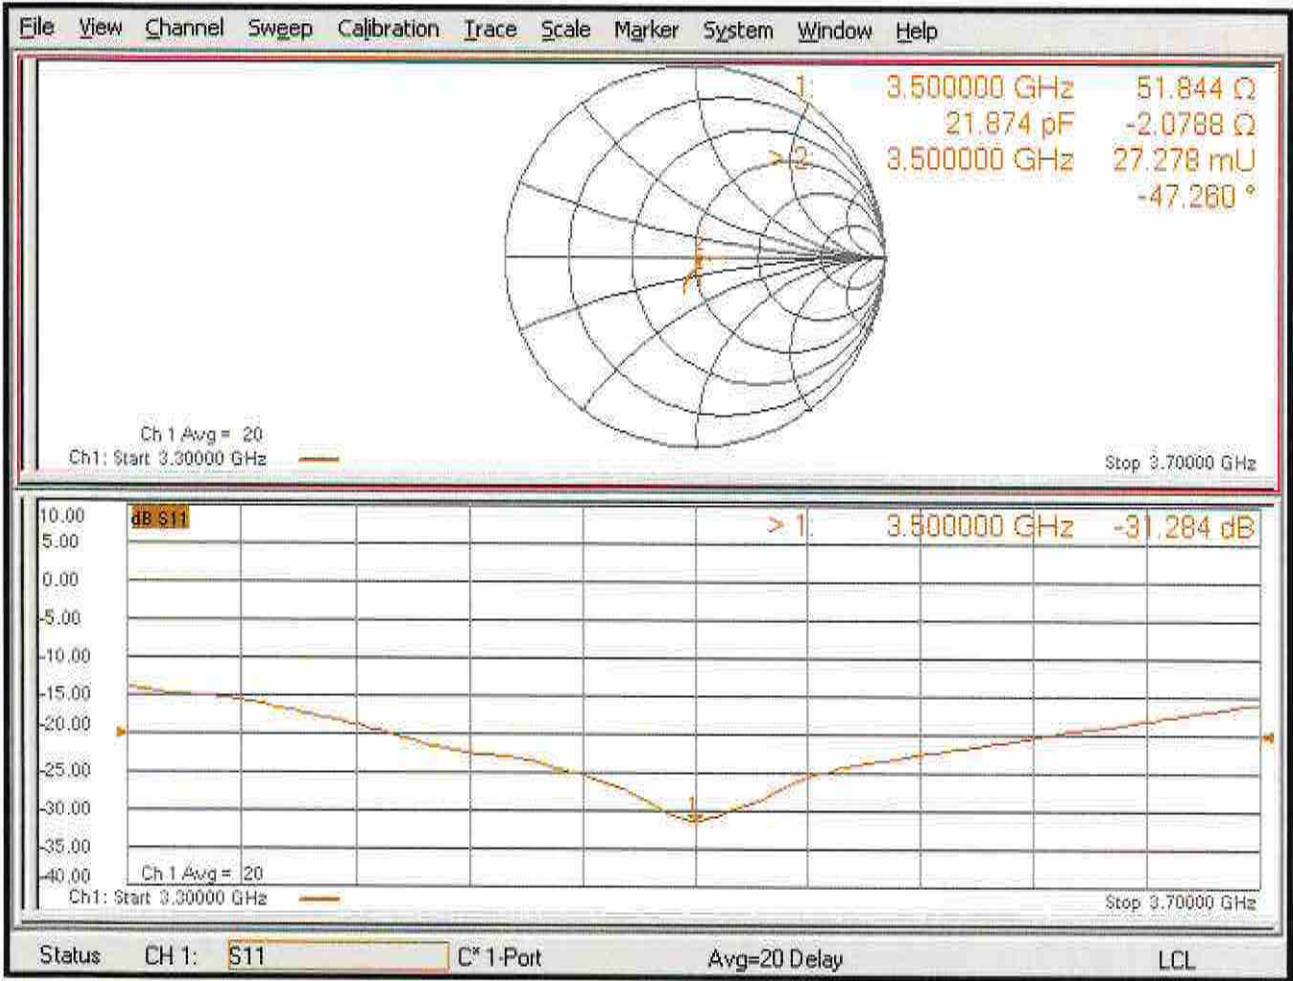 File View Channel Sweep Calibration Trace Scale Marker System Window Help
1: 3.500000 GHz 51.844 Ω
21.874 pF -2.0788 Ω
> 2: 3.500000 GHz 27.278 mU
-47.260 °
Ch 1 Avg = 20
Ch1: Start 3.30000 GHz
Stop 3.70000 GHz
10.00
dB S11
> 1: 3.500000 GHz -31.284 dB
5.00
0.00
-5.00
-10.00
-15.00
-20.00
-25.00
-30.00
1
-35.00
-40.00
Ch 1 Avg = 20
Ch1: Start 3.30000 GHz
Stop 3.70000 GHz
Status CH 1: S11 C* 1-Port Avg=20 Delay LCL